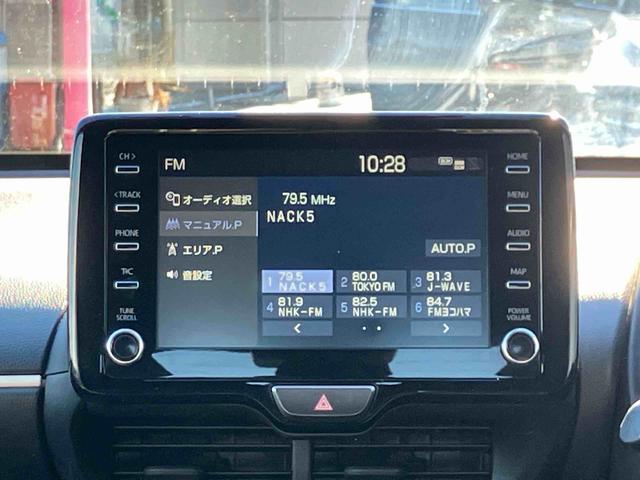 FM
10:28
CH >
< TRACK
PHONE
T\C
TUNE
SCROLL
オーディオ選択
マニュアル.P
エリア.P
音設定
79.5 MHz
NACK5
AUTO.P
1 79.5 NACK5
2 80.0 TOKYO FM
3 81.3 J-WAVE
4 81.9 NHK-FM
5 82.5 NHK-FM
6 84.7 FMヨコハマ
<
>
HOME
MENU
AUDIO
MAP
POWER
VOLUME